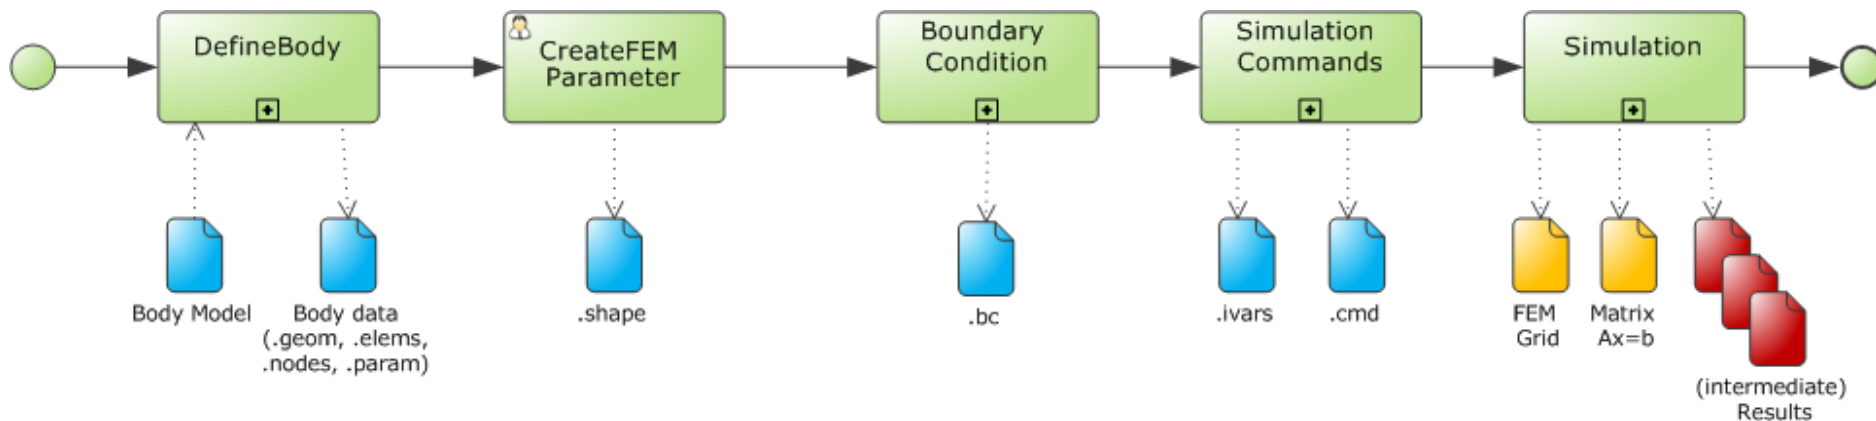 DefineBody
CreateFEM
Parameter
Boundary
Condition
Simulation
Commands
Simulation
Body Model
Body data
(.geom, .elems,
.nodes, .param)
.shape
.bc
.ivars
.cmd
FEM
Grid
Matrix
Ax=b
(intermediate)
Results